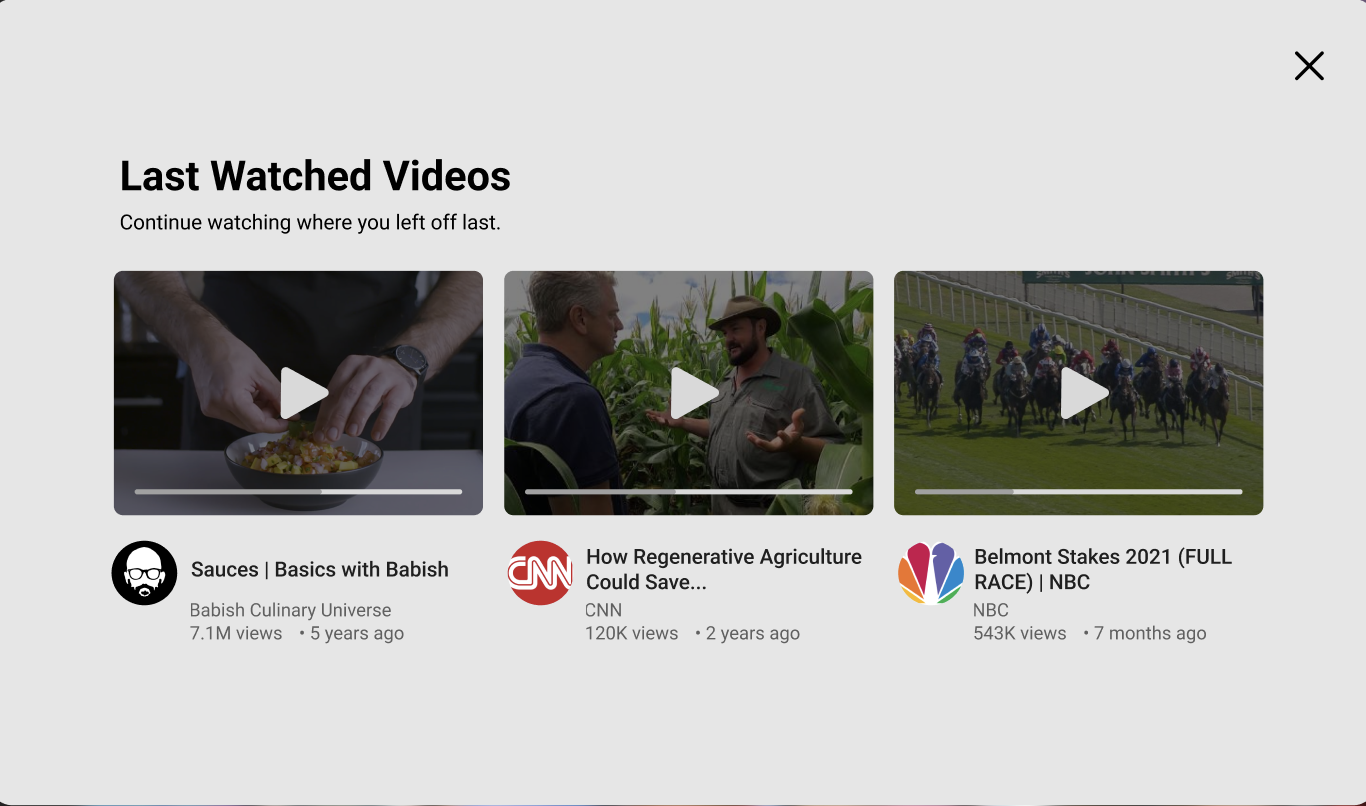 Last Watched Videos
Continue watching where you left off last.
JOHN SMITH'S
Sauces | Basics with Babish
Babish Culinary Universe
7.1M views • 5 years ago
CNN
How Regenerative Agriculture
Could Save...
CNN
120K views • 2 years ago
Belmont Stakes 2021 (FULL
RACE) | NBC
NBC
543K views • 7 months ago